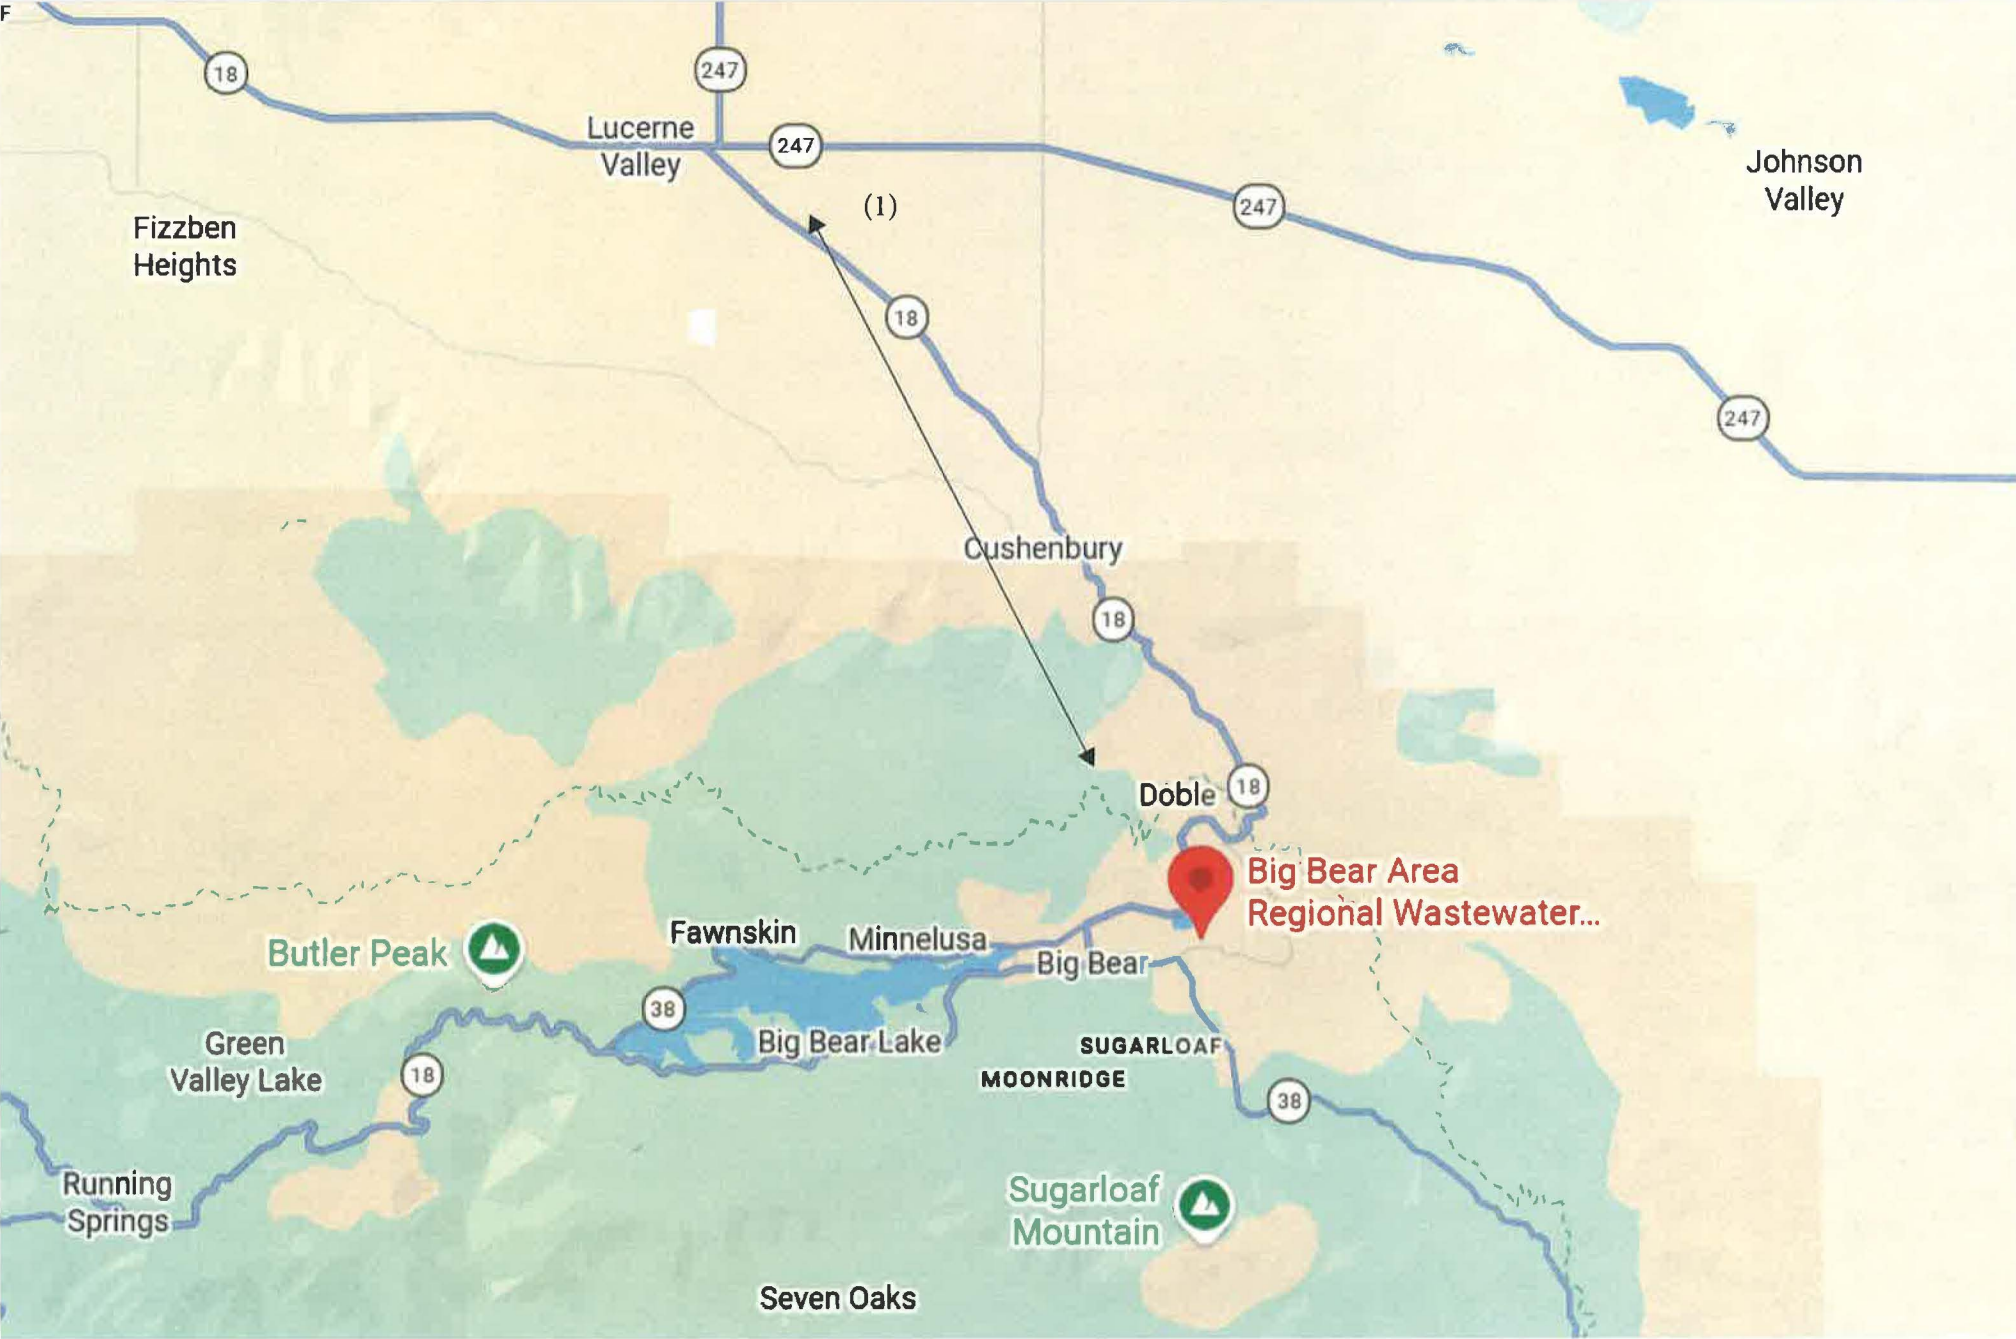 F
18
247
Lucerne
Valley
247
Johnson
Valley
(1)
247
Fizzben
Heights
18
247
Cushenbury
18
Doble
18
Big Bear Area
Regional Wastewater...
Butler Peak
Fawnskin
Minnelusa
Big Bear
38
Green
Valley Lake
Big Bear Lake
SUGARLOAF
18
MOONRIDGE
38
Running
Springs
Sugarloaf
Mountain
Seven Oaks